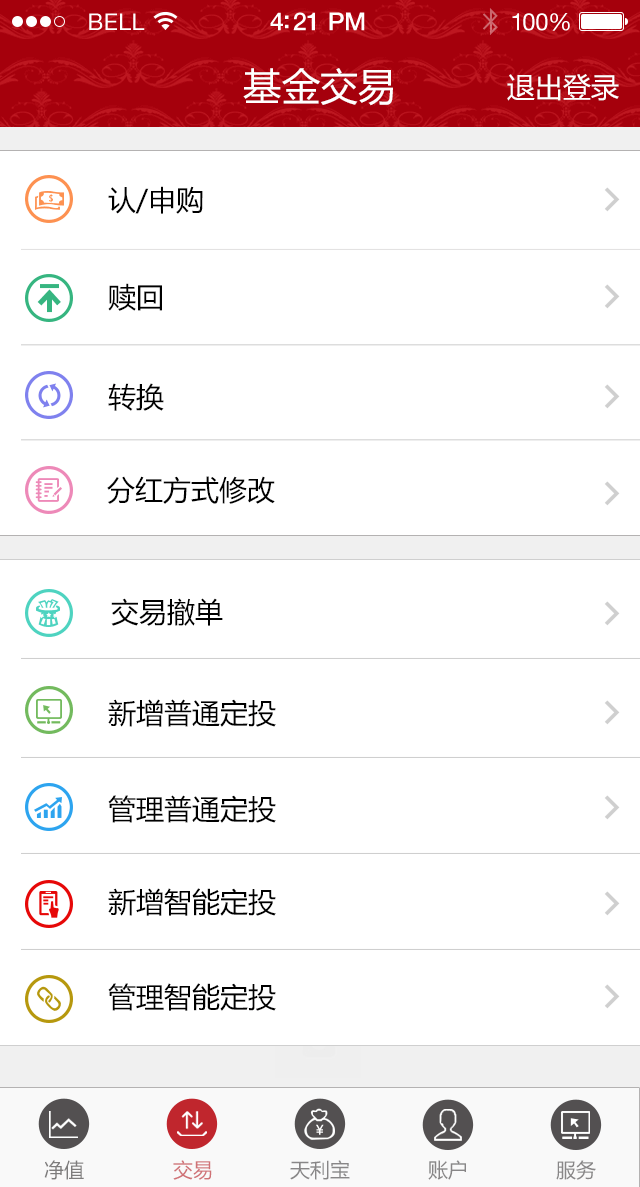 BELL 4:21 PM 100%
基金交易 退出登录
认/申购
赎回
转换
分红方式修改
交易撤单
新增普通定投
管理普通定投
新增智能定投
管理智能定投
净值 交易 天利宝 账户 服务